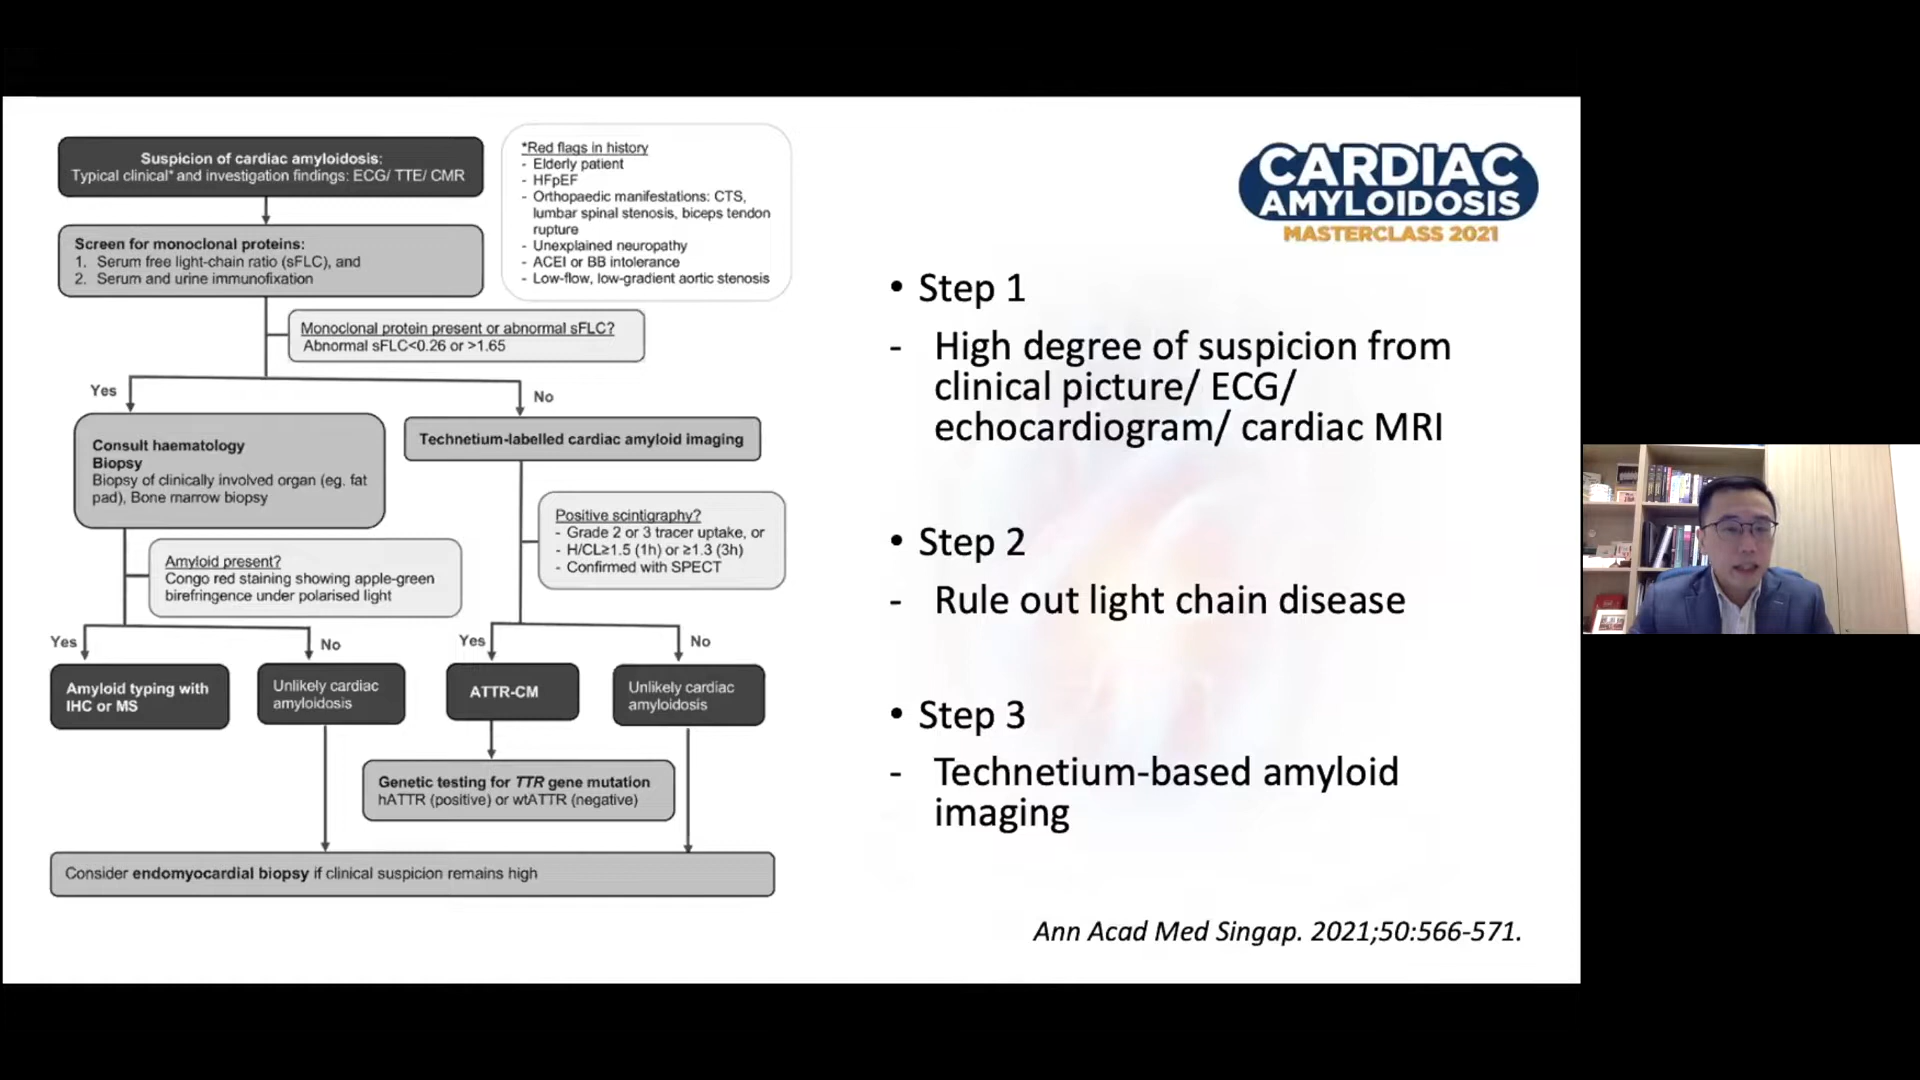 Suspicion of cardiac amyloidosis:
Typical clinical* and investigation findings: ECG/ TTE/ CMR
*Red flags in history
- Elderly patient
- HFpEF
- Orthopaedic manifestations: CTS,
lumbar spinal stenosis, biceps tendon
rupture
- Unexplained neuropathy
- ACEI or BB intolerance
- Low-flow, low-gradient aortic stenosis
Screen for monoclonal proteins:
1. Serum free light-chain ratio (sFLC), and
2. Serum and urine immunofixation
Monoclonal protein present or abnormal sFLC?
Abnormal sFLC<0.26 or >1.65
Yes
No
Consult haematology
Biopsy
Biopsy of clinically involved organ (eg. fat
pad), Bone marrow biopsy
Technetium-labelled cardiac amyloid imaging
Amyloid present?
Congo red staining showing apple-green
birefringence under polarised light
Positive scintigraphy?
- Grade 2 or 3 tracer uptake, or
- H/CL≥1.5 (1h) or ≥1.3 (3h)
- Confirmed with SPECT
Yes
No
Yes
No
Amyloid typing with
IHC or MS
Unlikely cardiac
amyloidosis
ATTR-CM
Unlikely cardiac
amyloidosis
Genetic testing for TTR gene mutation
hATTR (positive) or wtATTR (negative)
Consider endomyocardial biopsy if clinical suspicion remains high
CARDIAC
AMYLOIDOSIS
MASTERCLASS 2021
• Step 1
- High degree of suspicion from
clinical picture/ ECG/
echocardiogram/ cardiac MRI
• Step 2
- Rule out light chain disease
• Step 3
- Technetium-based amyloid
imaging
Ann Acad Med Singap. 2021;50:566-571.